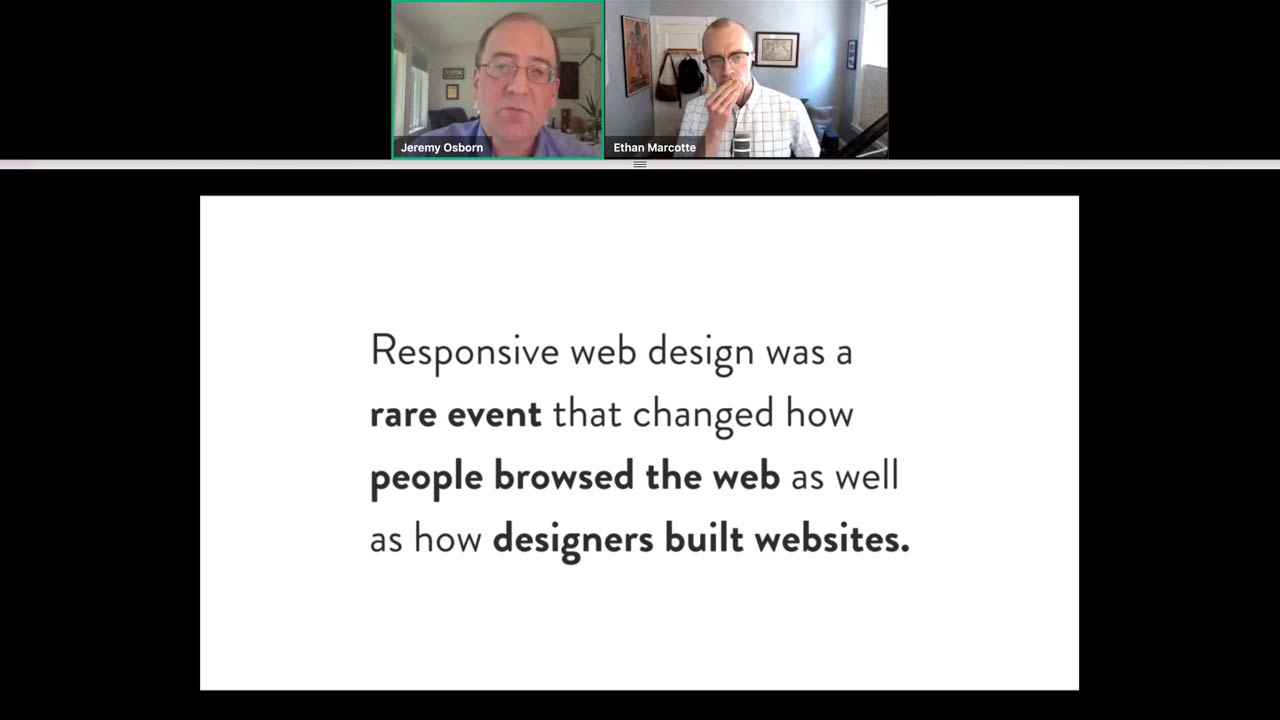 Jeremy Osborn
Ethan Marcotte
Responsive web design was a
rare event that changed how
people browsed the web as well
as how designers built websites.